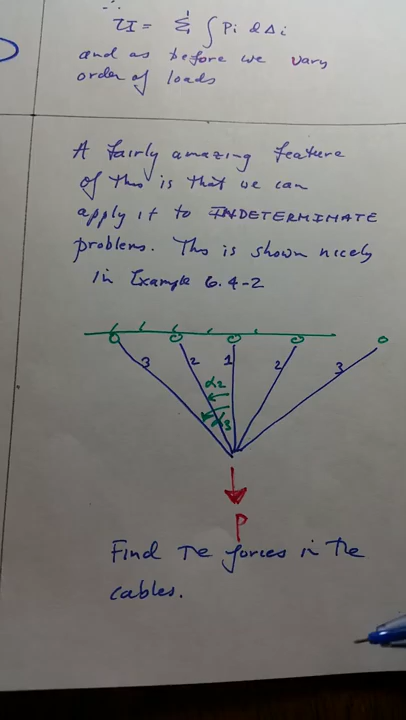 ∴
U = Σ ∫ Pi dΔi
and as before we vary
order of loads
A fairly amazing feature
of this is that we can
apply it to INDETERMINATE
problems. This is shown nicely
in Example 6.4-2
3 2 1 2 3
α2
α3
P
Find the forces in the
cables.